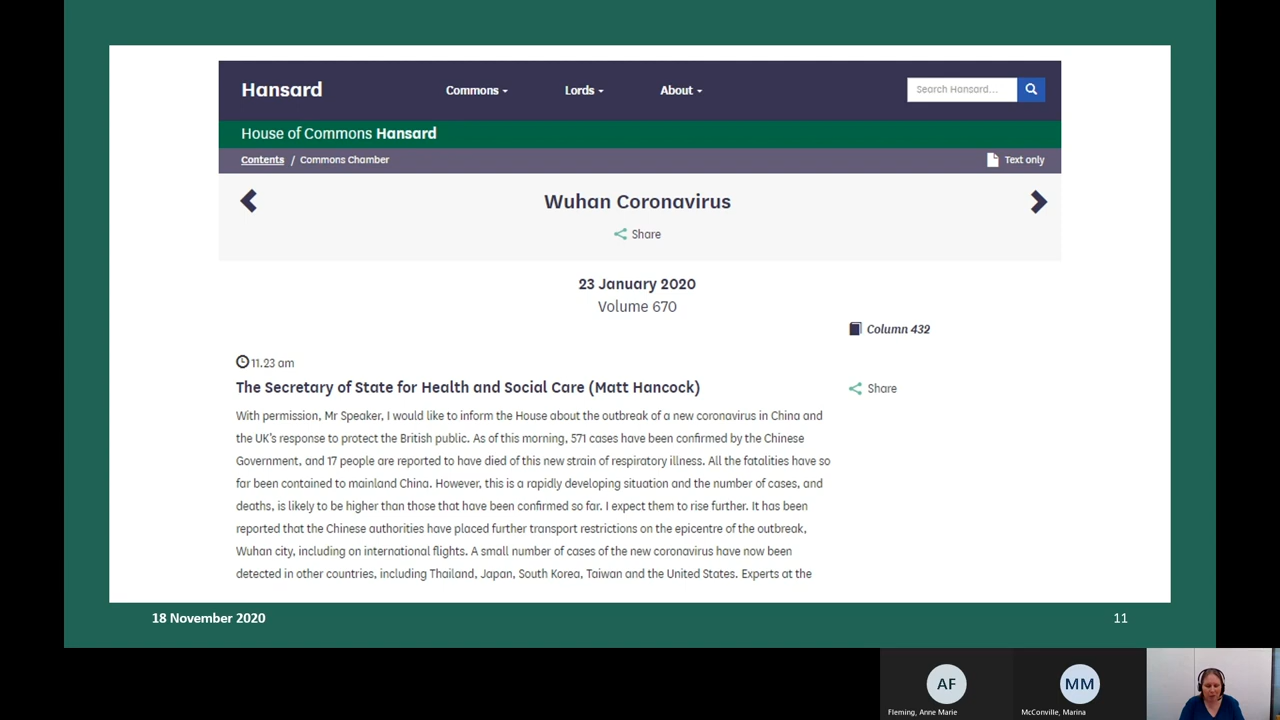 Hansard
Commons
Lords
About
Search Hansard...
House of Commons Hansard
Contents / Commons Chamber
Text only
Wuhan Coronavirus
Share
23 January 2020
Volume 670
Column 432
11.23 am
The Secretary of State for Health and Social Care (Matt Hancock)
Share
With permission, Mr Speaker, I would like to inform the House about the outbreak of a new coronavirus in China and
the UK's response to protect the British public. As of this morning, 571 cases have been confirmed by the Chinese
Government, and 17 people are reported to have died of this new strain of respiratory illness. All the fatalities have so
far been contained to mainland China. However, this is a rapidly developing situation and the number of cases, and
deaths, is likely to be higher than those that have been confirmed so far. I expect them to rise further. It has been
reported that the Chinese authorities have placed further transport restrictions on the epicentre of the outbreak,
Wuhan city, including on international flights. A small number of cases of the new coronavirus have now been
detected in other countries, including Thailand, Japan, South Korea, Taiwan and the United States. Experts at the
18 November 2020
11
AF
Fleming, Anne Marie
MM
McConville, Marina